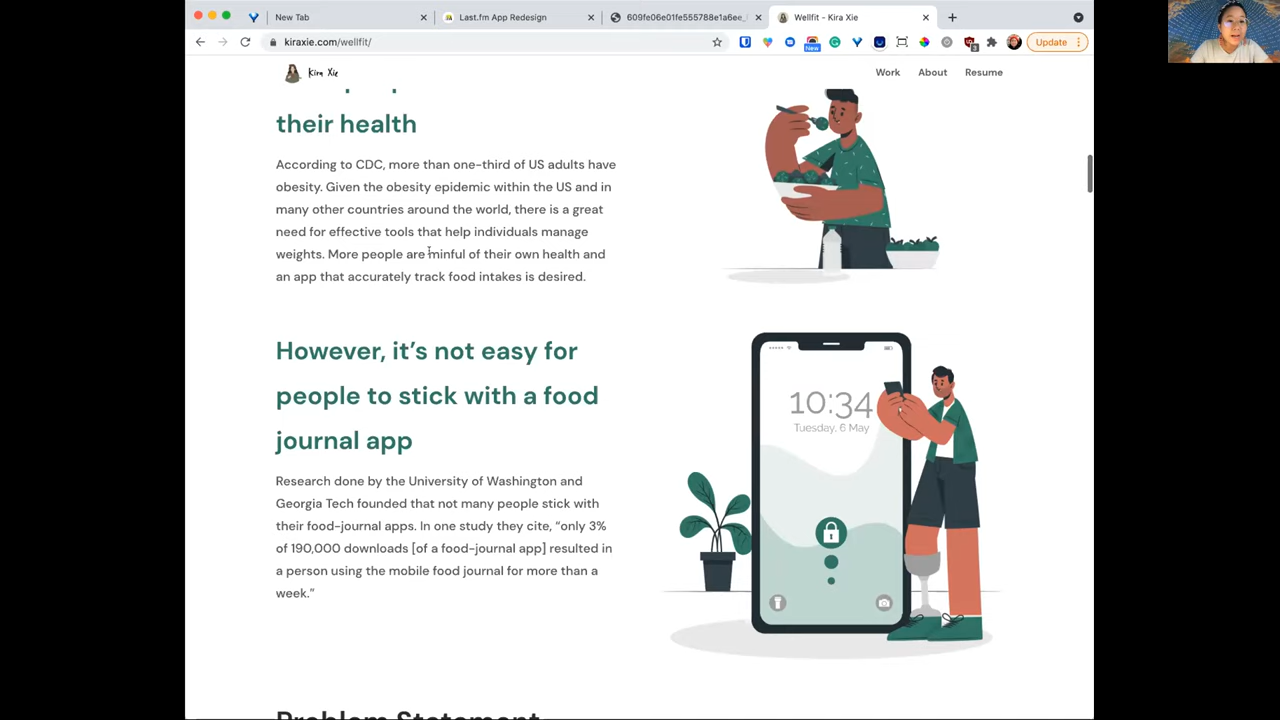 New Tab
Last.fm App Redesign
609fe06e01fe555788e1a6ee_
Wellfit - Kira Xie
kiraxie.com/wellfit/
New
3
Update
Kira Xie
Work
About
Resume
their health
According to CDC, more than one-third of US adults have
obesity. Given the obesity epidemic within the US and in
many other countries around the world, there is a great
need for effective tools that help individuals manage
weights. More people are minful of their own health and
an app that accurately track food intakes is desired.
However, it's not easy for
people to stick with a food
journal app
Research done by the University of Washington and
Georgia Tech founded that not many people stick with
their food-journal apps. In one study they cite, “only 3%
of 190,000 downloads [of a food-journal app] resulted in
a person using the mobile food journal for more than a
week.”
10:34
Tuesday, 6 May
Problem Statement